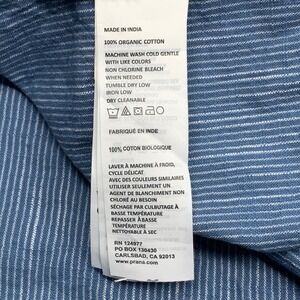 MADE IN INDIA
100% ORGANIC COTTON
MACHINE WASH COLD GENTLE
WITH LIKE COLORS
NON CHLORINE BLEACH
WHEN NEEDED
TUMBLE DRY LOW
IRON LOW
DRY CLEANABLE
FABRIQUÉ EN INDE
100% COTON BIOLOGIQUE
LAVER À MACHINE À FROID,
CYCLE DÉLICAT
AVEC DES COULEURS SIMILAIRES
UTILISER SEULEMENT UN
AGENT DE BLANCHIMENT NON
CHLORÉ AU BESOIN
SÉCHAGE PAR CULBUTAGE À
BASSE TEMPÉRATURE
REPASSER À BASSE
TEMPÉRATURE
NETTOYABLE À SEC
RN 124977
PO BOX 130430
CARLSBAD, CA 92013
www.prana.com